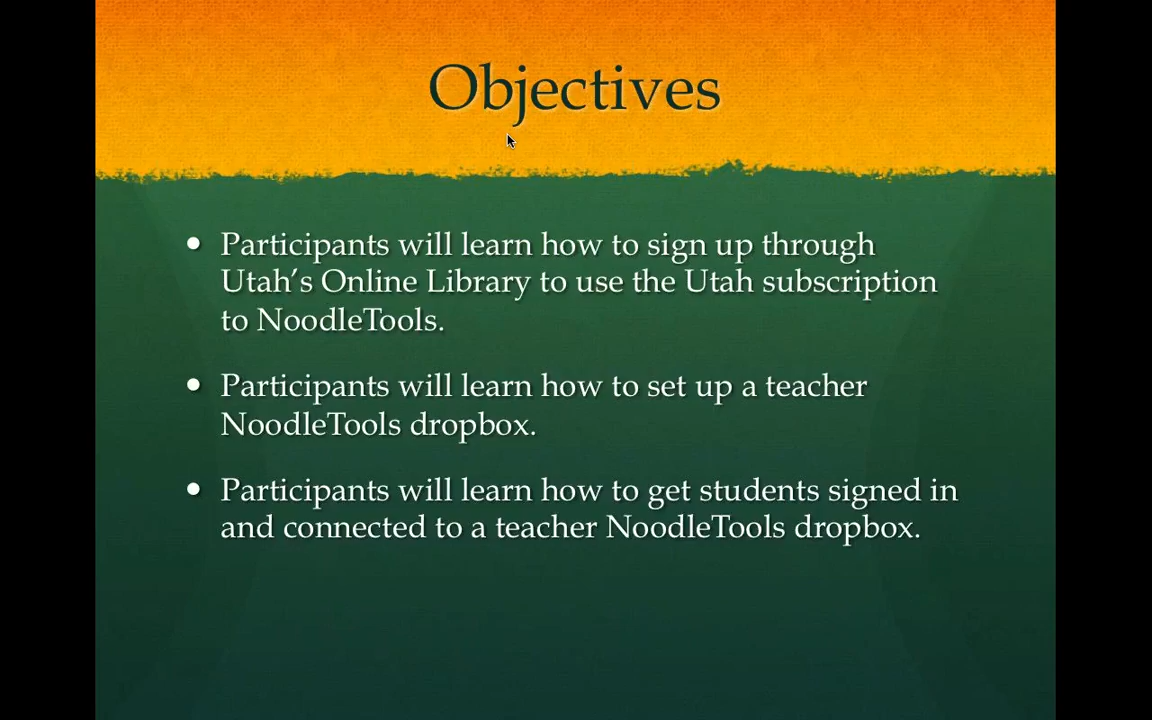 Objectives
• Participants will learn how to sign up through
Utah’s Online Library to use the Utah subscription
to NoodleTools.
• Participants will learn how to set up a teacher
NoodleTools dropbox.
• Participants will learn how to get students signed in
and connected to a teacher NoodleTools dropbox.